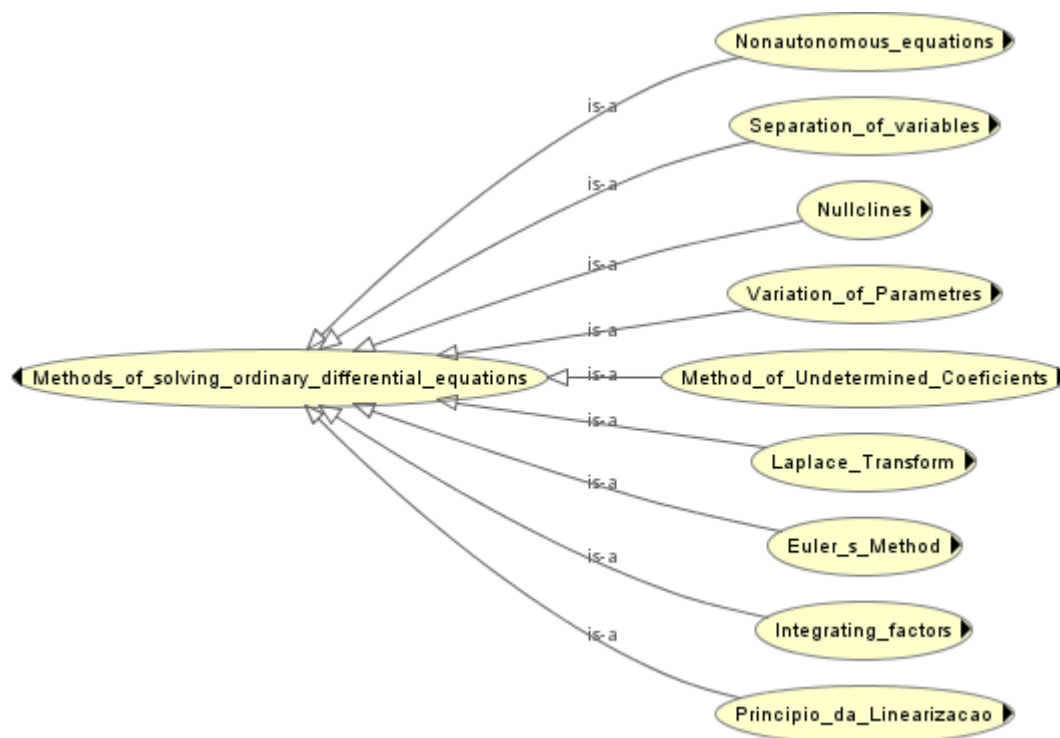 Nonautonomous_equations
is-a
Separation_of_variables
is-a
Nullclines
is-a
Variation_of_Parametres
is-a
Methods_of_solving_ordinary_differential_equations
is-a
Method_of_Undetermined_Coeficients
is-a
Laplace_Transform
is-a
Euler_s_Method
is-a
Integrating_factors
is-a
Principio_da_Linearizacao